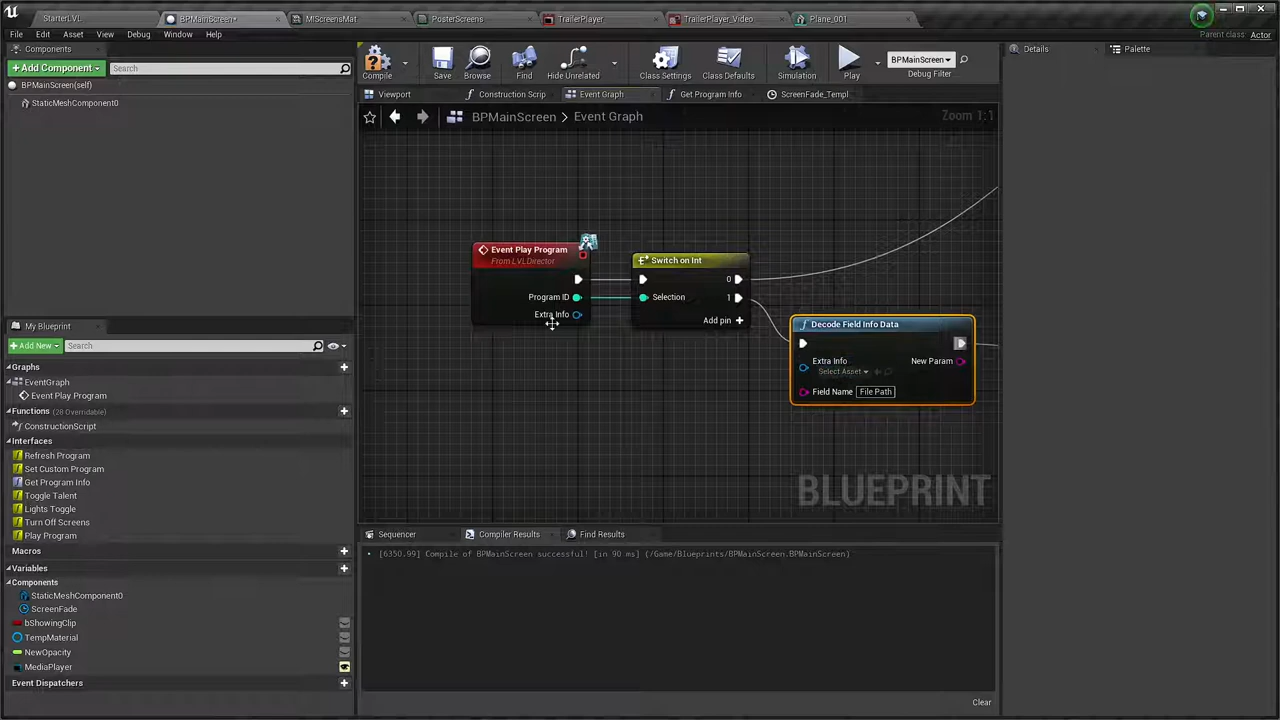 StarterLVL
BPMainScreen*
MIScreensMat
PosterScreens
TrailerPlayer
TrailerPlayer_Video
Plane_001
File Edit Asset View Debug Window Help
Parent class: Actor
Components
+Add Component
Search
BPMainScreen(self)
StaticMeshComponent0
Compile
Save
Browse
Find
Hide Unrelated
Class Settings
Class Defaults
Simulation
Play
BPMainScreen
Debug Filter
Details
Palette
Viewport
Construction Scrip
Event Graph
Get Program Info
ScreenFade_Templ
BPMainScreen > Event Graph
Zoom 1:1
Event Play Program
From LVLDirector
Program ID
Extra Info
Switch on Int
0
Selection
1
Add pin
Decode Field Info Data
Extra Info
Select Asset
New Param
Field Name File Path
BLUEPRINT
My Blueprint
+Add New
Search
Graphs
EventGraph
Event Play Program
Functions (28 Overridable)
ConstructionScript
Interfaces
Refresh Program
Set Custom Program
Get Program Info
Toggle Talent
Lights Toggle
Turn Off Screens
Play Program
Macros
Variables
Components
StaticMeshComponent0
ScreenFade
bShowingClip
TempMaterial
NewOpacity
MediaPlayer
Event Dispatchers
Sequencer
Compiler Results
Find Results
[6350.99] Compile of BPMainScreen successful! [in 90 ms] (/Game/Blueprints/BPMainScreen.BPMainScreen)
Clear